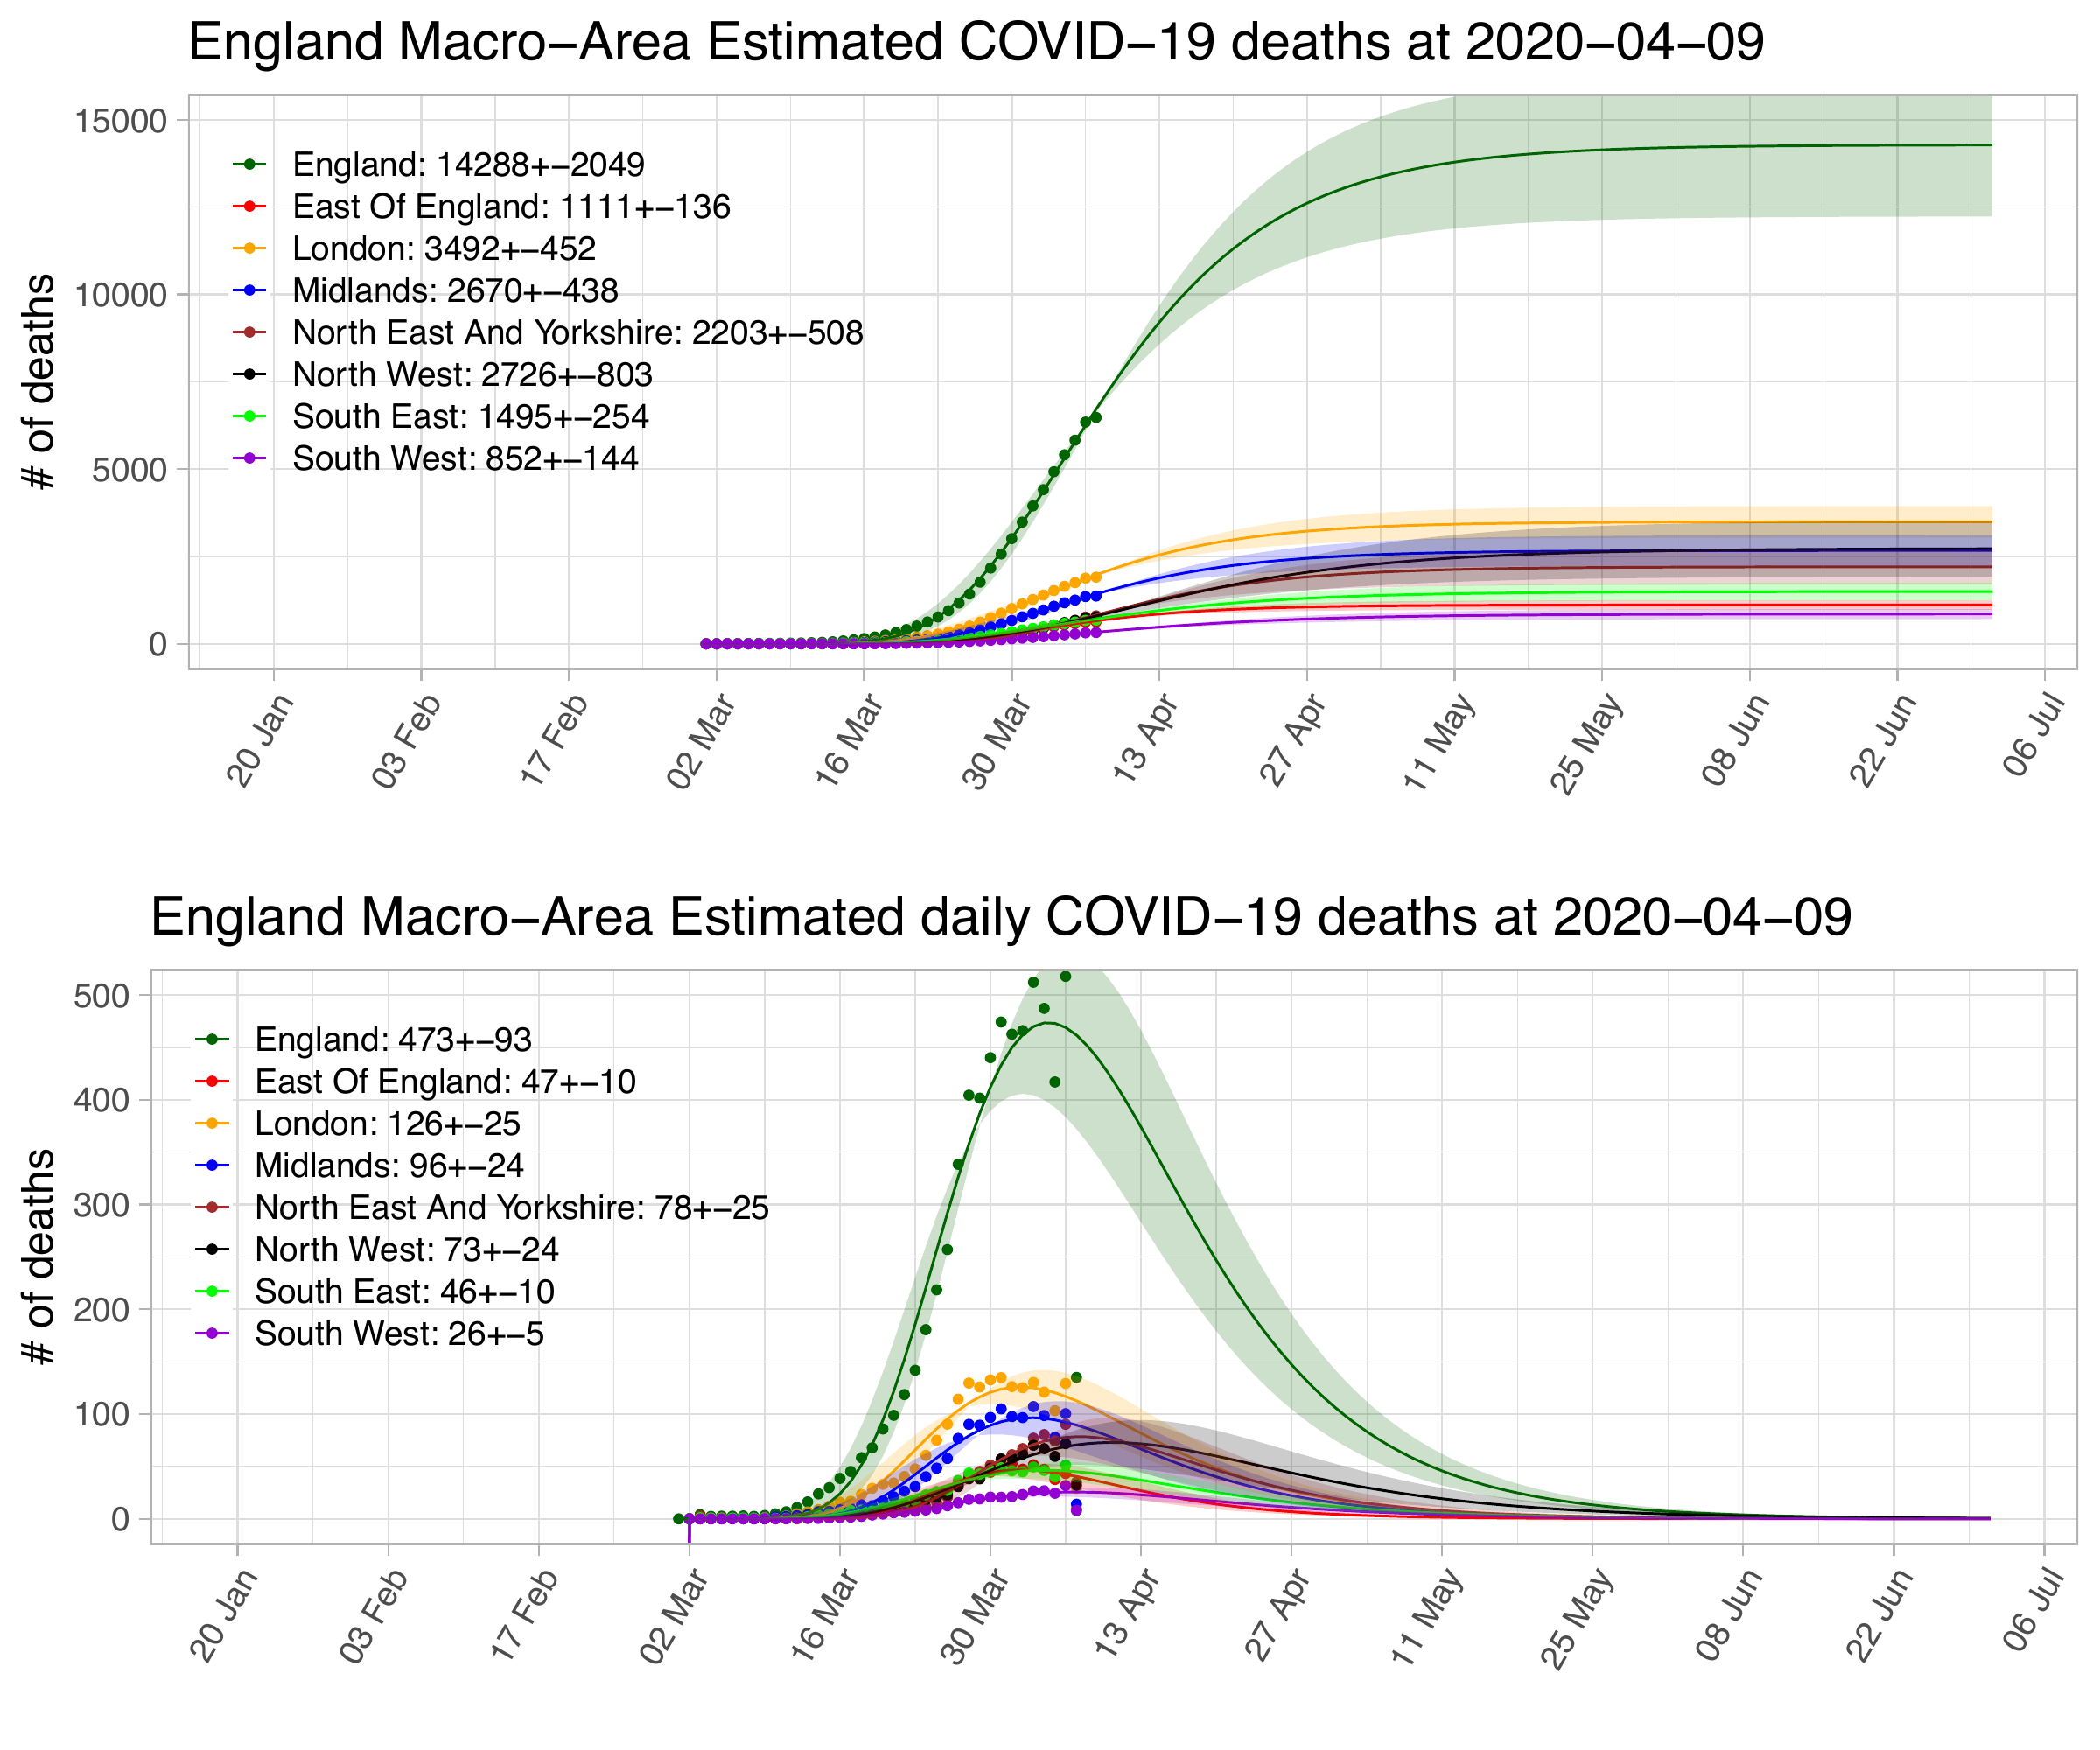 England Macro−Area Estimated COVID−19 deaths at 2020−04−09
# of deaths
15000
10000
5000
0
England: 14288+−2049
East Of England: 1111+−136
London: 3492+−452
Midlands: 2670+−438
North East And Yorkshire: 2203+−508
North West: 2726+−803
South East: 1495+−254
South West: 852+−144
20 Jan
03 Feb
17 Feb
02 Mar
16 Mar
30 Mar
13 Apr
27 Apr
11 May
25 May
08 Jun
22 Jun
06 Jul
England Macro−Area Estimated daily COVID−19 deaths at 2020−04−09
# of deaths
500
400
300
200
100
0
England: 473+−93
East Of England: 47+−10
London: 126+−25
Midlands: 96+−24
North East And Yorkshire: 78+−25
North West: 73+−24
South East: 46+−10
South West: 26+−5
20 Jan
03 Feb
17 Feb
02 Mar
16 Mar
30 Mar
13 Apr
27 Apr
11 May
25 May
08 Jun
22 Jun
06 Jul